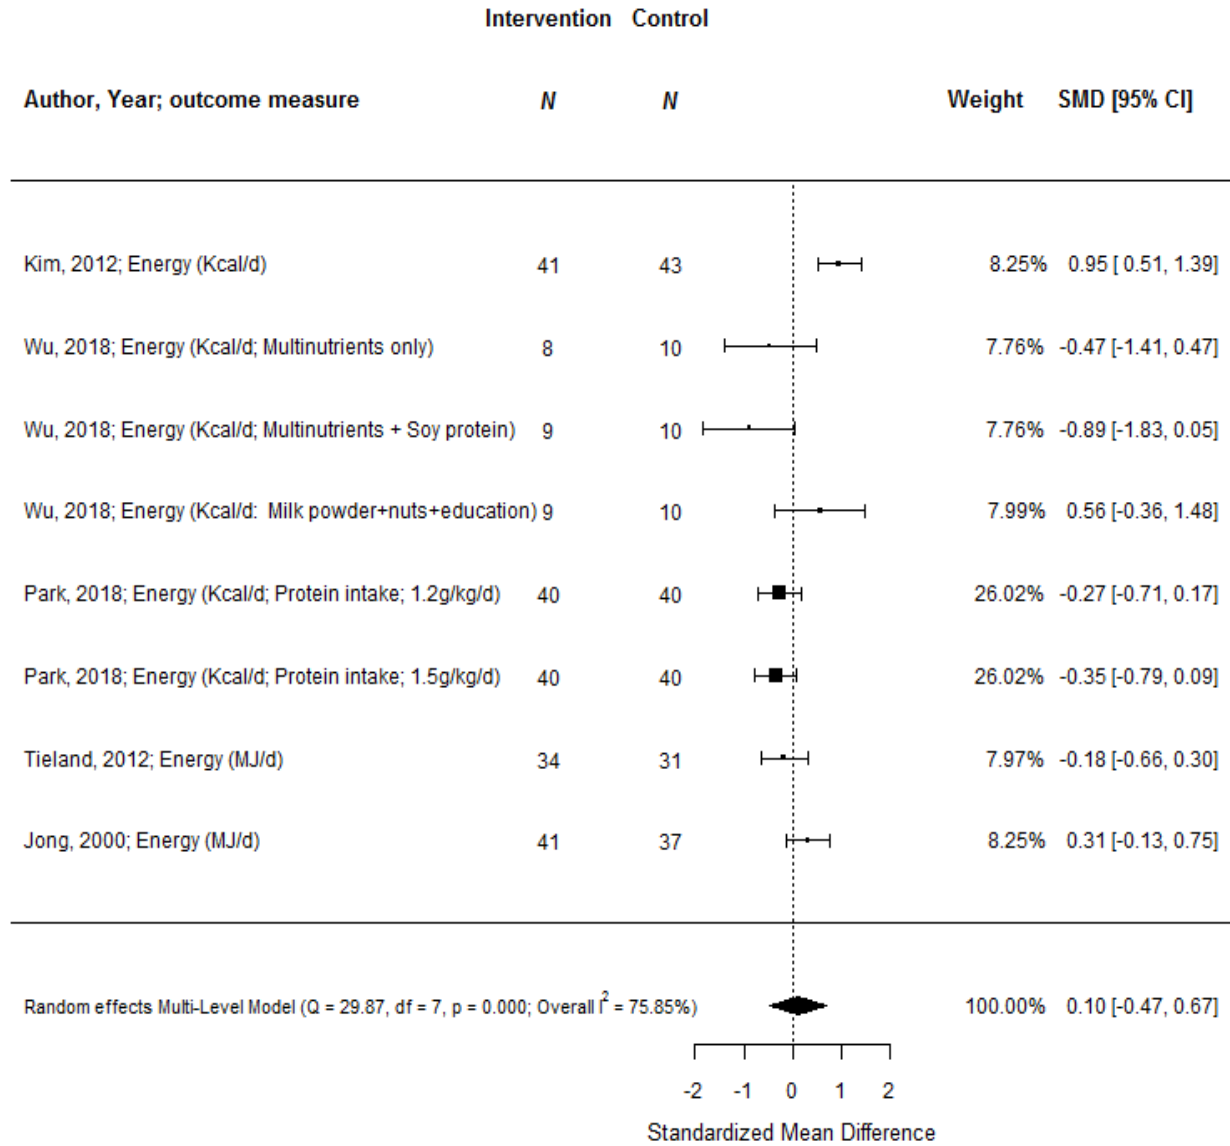 Intervention Control
Author, Year; outcome measure N N Weight SMD [95% CI]
Kim, 2012; Energy (Kcal/d) 41 43 8.25% 0.95 [ 0.51, 1.39]
Wu, 2018; Energy (Kcal/d; Multinutrients only) 8 10 7.76% -0.47 [-1.41, 0.47]
Wu, 2018; Energy (Kcal/d; Multinutrients + Soy protein) 9 10 7.76% -0.89 [-1.83, 0.05]
Wu, 2018; Energy (Kcal/d: Milk powder+nuts+education) 9 10 7.99% 0.56 [-0.36, 1.48]
Park, 2018; Energy (Kcal/d; Protein intake; 1.2g/kg/d) 40 40 26.02% -0.27 [-0.71, 0.17]
Park, 2018; Energy (Kcal/d; Protein intake; 1.5g/kg/d) 40 40 26.02% -0.35 [-0.79, 0.09]
Tieland, 2012; Energy (MJ/d) 34 31 7.97% -0.18 [-0.66, 0.30]
Jong, 2000; Energy (MJ/d) 41 37 8.25% 0.31 [-0.13, 0.75]
Random effects Multi-Level Model (Q = 29.87, df = 7, p = 0.000; Overall I² = 75.85%) 100.00% 0.10 [-0.47, 0.67]
-2 -1 0 1 2
Standardized Mean Difference